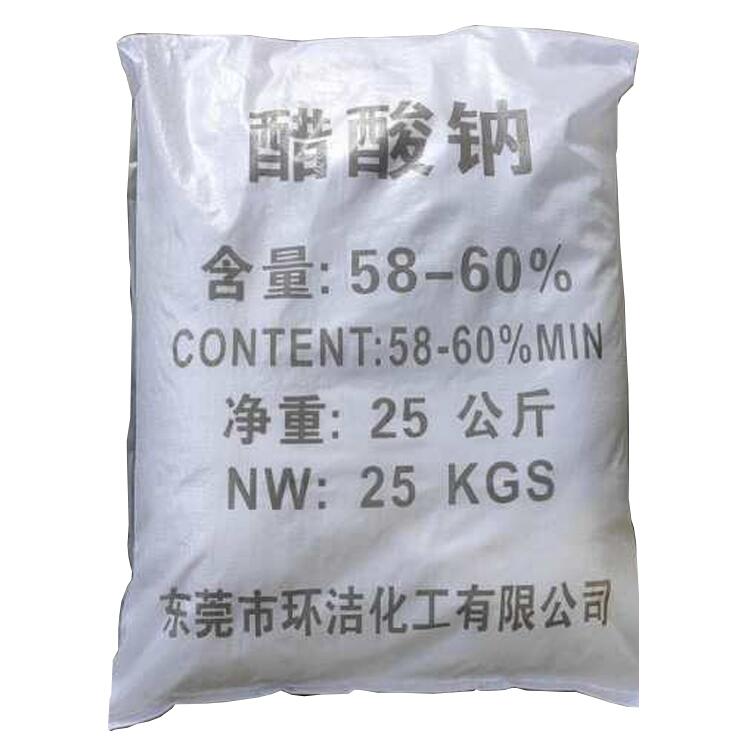 醋酸钠
含量: 58-60%
CONTENT:58-60%MIN
净重: 25 公斤
NW: 25 KGS
东莞市环洁化工有限公司